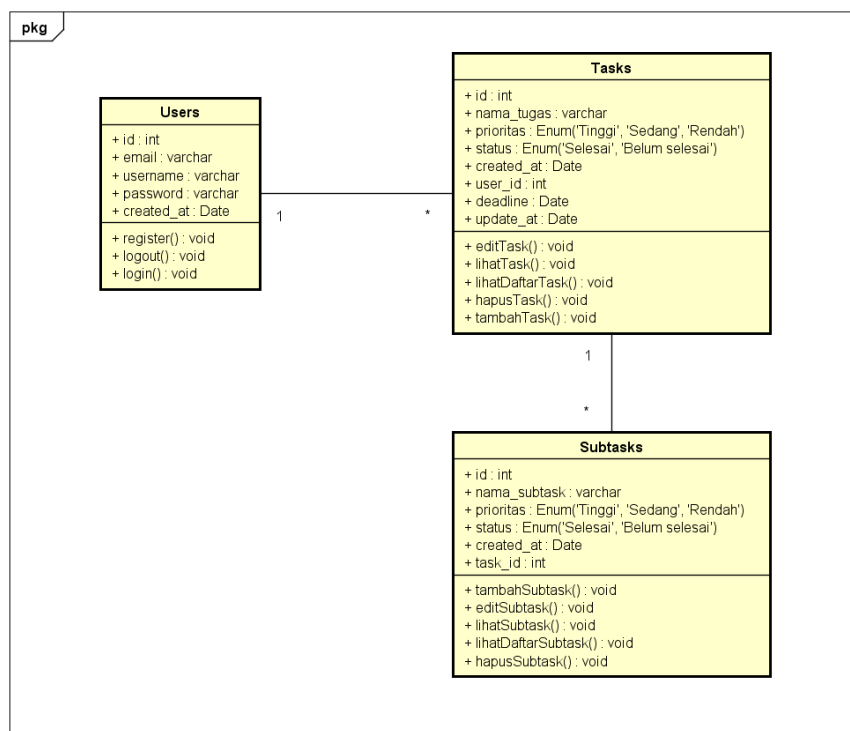 pkg
Users
+ id : int
+ email : varchar
+ username : varchar
+ password : varchar
+ created_at : Date
+ register() : void
+ logout() : void
+ login() : void
1
*
Tasks
+ id : int
+ nama_tugas : varchar
+ prioritas : Enum('Tinggi', 'Sedang', 'Rendah')
+ status : Enum('Selesai', 'Belum selesai')
+ created_at : Date
+ user_id : int
+ deadline : Date
+ update_at : Date
+ editTask() : void
+ lihatTask() : void
+ lihatDaftarTask() : void
+ hapusTask() : void
+ tambahTask() : void
1
*
Subtasks
+ id : int
+ nama_subtask : varchar
+ prioritas : Enum('Tinggi', 'Sedang', 'Rendah')
+ status : Enum('Selesai', 'Belum selesai')
+ created_at : Date
+ task_id : int
+ tambahSubtask() : void
+ editSubtask() : void
+ lihatSubtask() : void
+ lihatDaftarSubtask() : void
+ hapusSubtask() : void